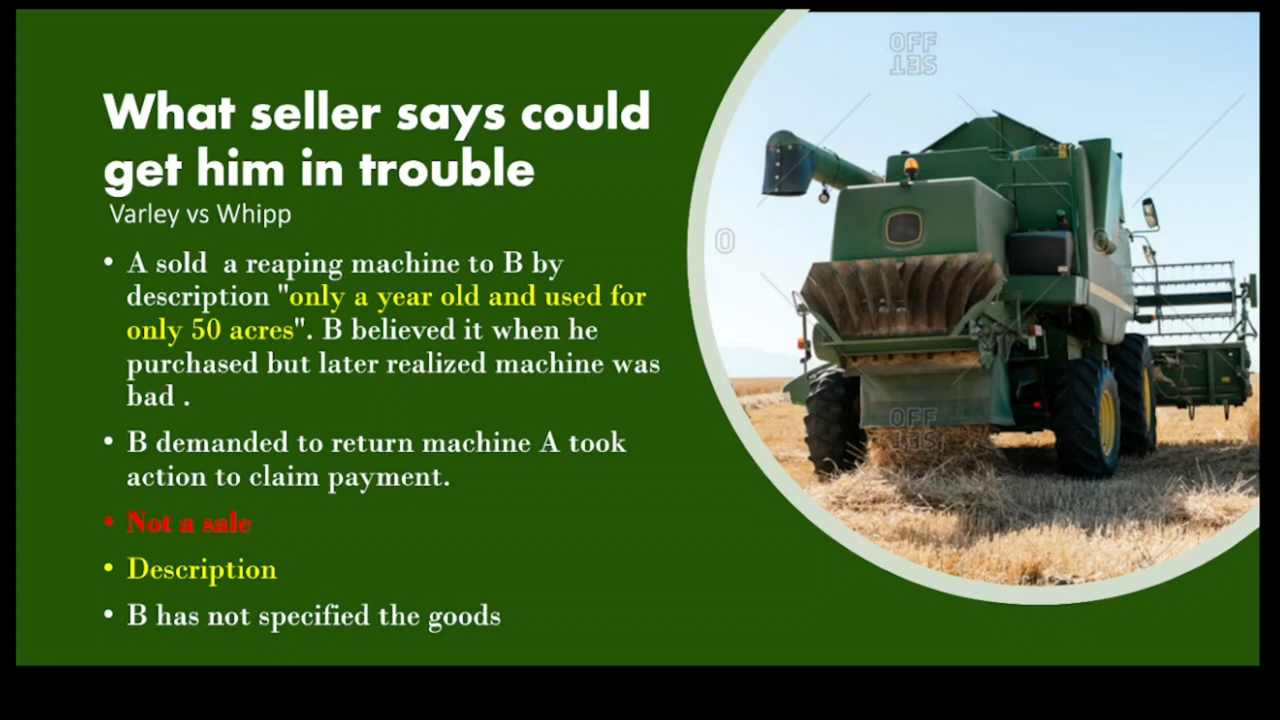 What seller says could
get him in trouble
Varley vs Whipp
• A sold a reaping machine to B by
description "only a year old and used for
only 50 acres". B believed it when he
purchased but later realized machine was
bad .
• B demanded to return machine A took
action to claim payment.
• Not a sale
• Description
• B has not specified the goods
OFF
SET
O
OFF
SET